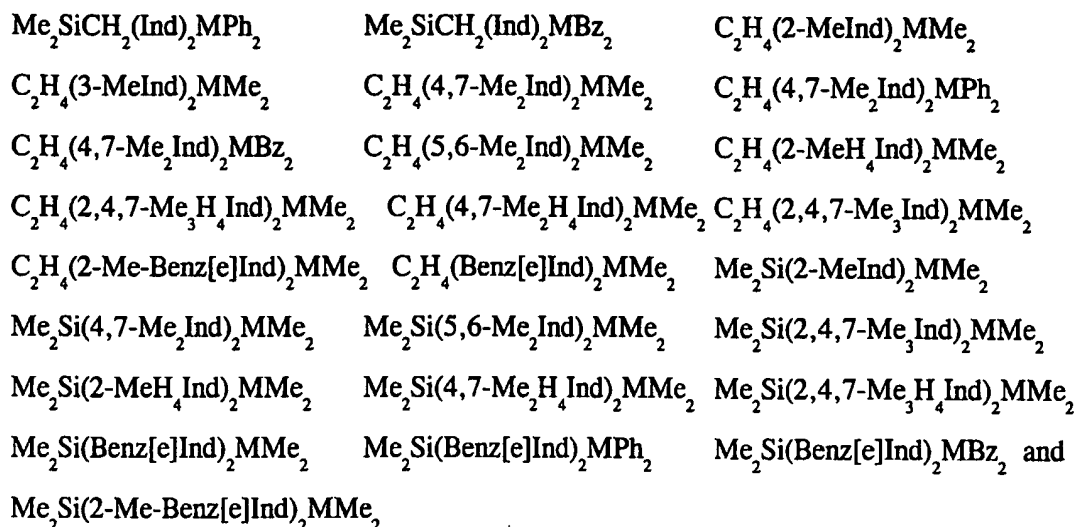 Me₂SiCH₂(Ind)₂MPh₂ Me₂SiCH₂(Ind)₂MBz₂ C₂H₄(2-MeInd)₂MMe₂
C₂H₄(3-MeInd)₂MMe₂ C₂H₄(4,7-Me₂Ind)₂MMe₂ C₂H₄(4,7-Me₂Ind)₂MPh₂
C₂H₄(4,7-Me₂Ind)₂MBz₂ C₂H₄(5,6-Me₂Ind)₂MMe₂ C₂H₄(2-MeH₄Ind)₂MMe₂
C₂H₄(2,4,7-Me₃H₄Ind)₂MMe₂ C₂H₄(4,7-Me₂H₄Ind)₂MMe₂ C₂H₄(2,4,7-Me₃Ind)₂MMe₂
C₂H₄(2-Me-Benz[e]Ind)₂MMe₂ C₂H₄(Benz[e]Ind)₂MMe₂ Me₂Si(2-MeInd)₂MMe₂
Me₂Si(4,7-Me₂Ind)₂MMe₂ Me₂Si(5,6-Me₂Ind)₂MMe₂ Me₂Si(2,4,7-Me₃Ind)₂MMe₂
Me₂Si(2-MeH₄Ind)₂MMe₂ Me₂Si(4,7-Me₂H₄Ind)₂MMe₂ Me₂Si(2,4,7-Me₃H₄Ind)₂MMe₂
Me₂Si(Benz[e]Ind)₂MMe₂ Me₂Si(Benz[e]Ind)₂MPh₂ Me₂Si(Benz[e]Ind)₂MBz₂ and
Me₂Si(2-Me-Benz[e]Ind)₂MMe₂